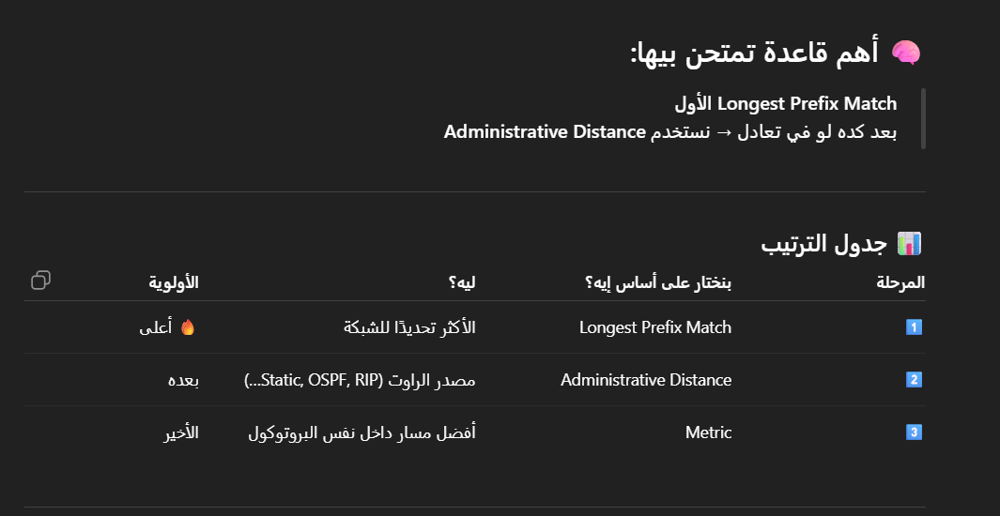 🧠 أهم قاعدة تمتحن بيها:
Longest Prefix Match الأول
بعد كده لو في تعادل → نستخدم Administrative Distance
📊 جدول الترتيب
المرحلة بنختار على أساس إيه؟ ليه؟ الأولوية
1️⃣ Longest Prefix Match الأكثر تحديدًا للشبكة 🔥 أعلى
2️⃣ Administrative Distance مصدر الراوت (Static, OSPF, RIP...) بعده
3️⃣ Metric أفضل مسار داخل نفس البروتوكول الأخير